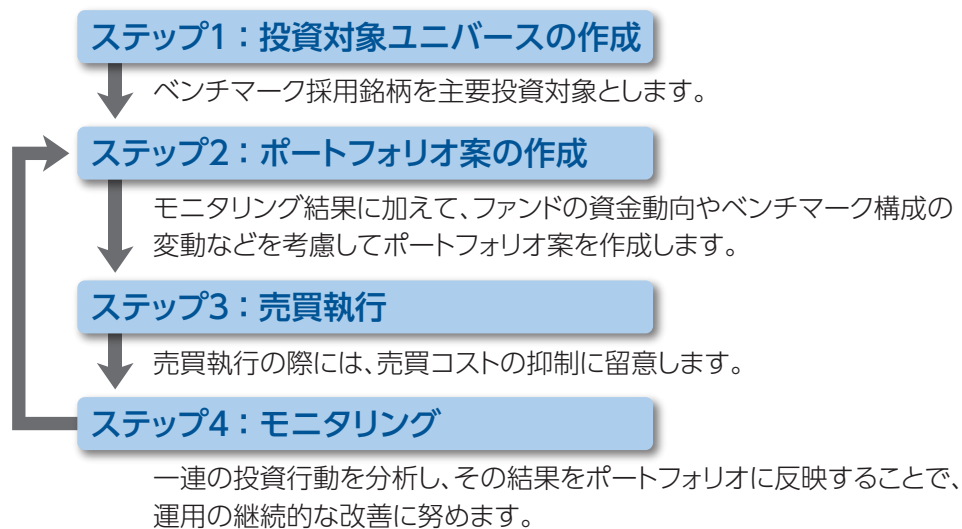 ステップ1：投資対象ユニバースの作成
ベンチマーク採用銘柄を主要投資対象とします。
ステップ2：ポートフォリオ案の作成
モニタリング結果に加えて、ファンドの資金動向やベンチマーク構成の
変動などを考慮してポートフォリオ案を作成します。
ステップ3：売買執行
売買執行の際には、売買コストの抑制に留意します。
ステップ4：モニタリング
一連の投資行動を分析し、その結果をポートフォリオに反映することで、
運用の継続的な改善に努めます。